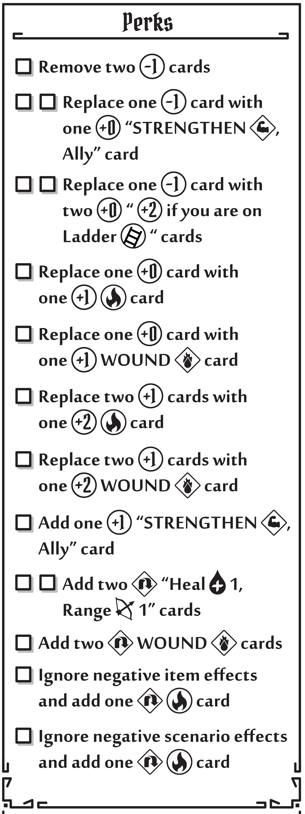 Perks
Remove two -1 cards
Replace one -1 card with
one +0 “STRENGTHEN ,
Ally” card
Replace one -1 card with
two +0 “ +2 if you are on
Ladder “ cards
Replace one +0 card with
one +1 card
Replace one +0 card with
one +1 WOUND card
Replace two +1 cards with
one +2 card
Replace two +1 cards with
one +2 WOUND card
Add one +1 “STRENGTHEN ,
Ally” card
Add two “Heal 1,
Range 1” cards
Add two WOUND cards
Ignore negative item effects
and add one card
Ignore negative scenario effects
and add one card